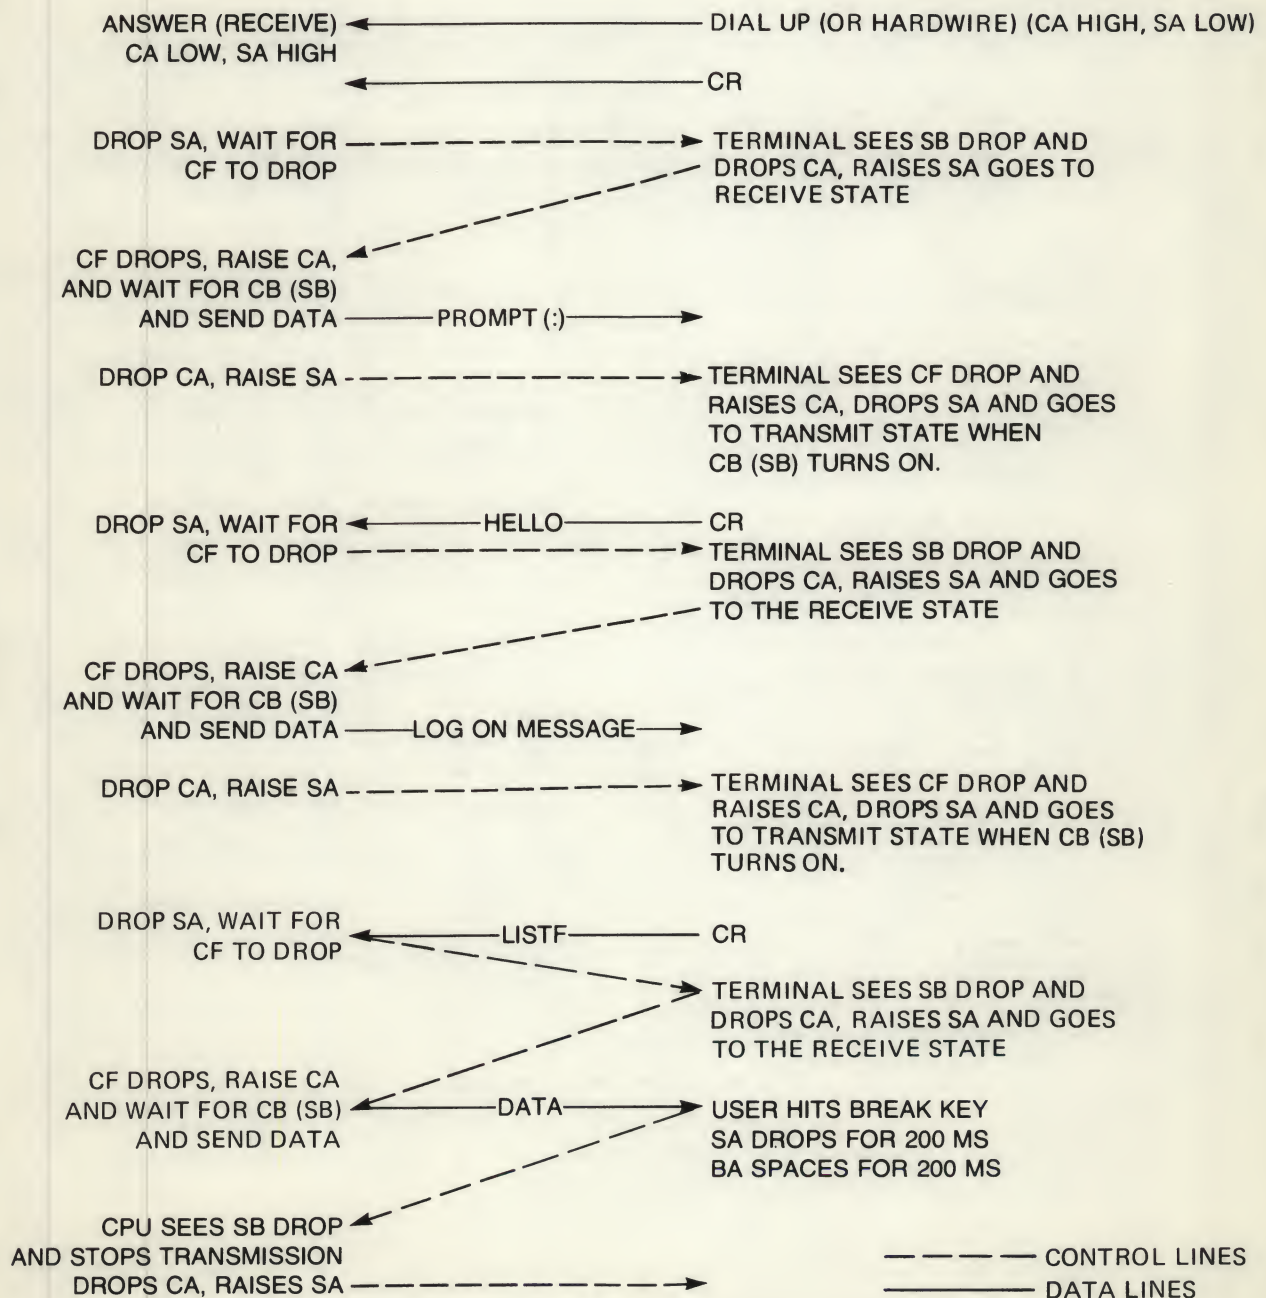 ANSWER (RECEIVE) DIAL UP (OR HARDWIRE) (CA HIGH, SA LOW)
CA LOW, SA HIGH
CR
DROP SA, WAIT FOR
CF TO DROP
TERMINAL SEES SB DROP AND
DROPS CA, RAISES SA GOES TO
RECEIVE STATE
CF DROPS, RAISE CA,
AND WAIT FOR CB (SB)
AND SEND DATA PROMPT (:)
DROP CA, RAISE SA
TERMINAL SEES CF DROP AND
RAISES CA, DROPS SA AND GOES
TO TRANSMIT STATE WHEN
CB (SB) TURNS ON.
DROP SA, WAIT FOR HELLO CR
CF TO DROP
TERMINAL SEES SB DROP AND
DROPS CA, RAISES SA AND GOES
TO THE RECEIVE STATE
CF DROPS, RAISE CA
AND WAIT FOR CB (SB)
AND SEND DATA LOG ON MESSAGE
DROP CA, RAISE SA
TERMINAL SEES CF DROP AND
RAISES CA, DROPS SA AND GOES
TO TRANSMIT STATE WHEN CB (SB)
TURNS ON.
DROP SA, WAIT FOR
CF TO DROP
LISTF CR
TERMINAL SEES SB DROP AND
DROPS CA, RAISES SA AND GOES
TO THE RECEIVE STATE
CF DROPS, RAISE CA
AND WAIT FOR CB (SB)
AND SEND DATA
DATA
USER HITS BREAK KEY
SA DROPS FOR 200 MS
BA SPACES FOR 200 MS
CPU SEES SB DROP
AND STOPS TRANSMISSION
DROPS CA, RAISES SA
CONTROL LINES
DATA LINES